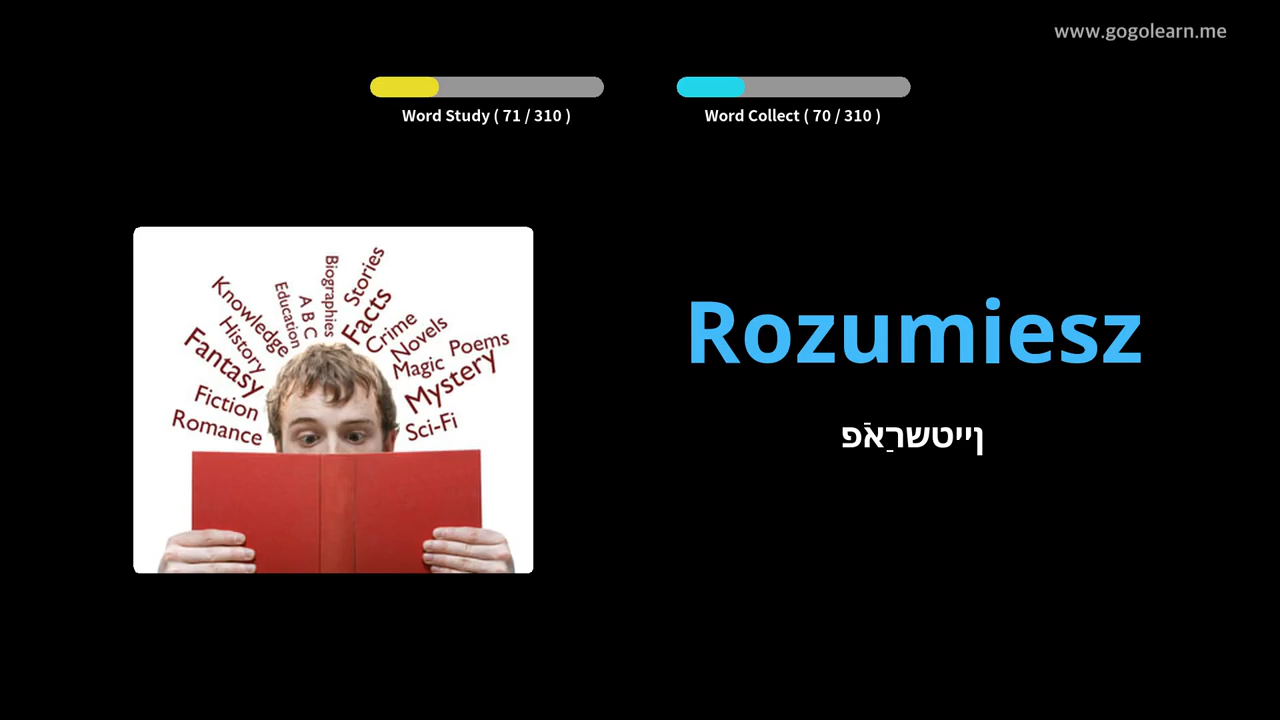 www.gogolearn.me
Word Study ( 71 / 310 )
Word Collect ( 70 / 310 )
Biographies
Stories
Education
A B C
Facts
Knowledge
Crime
History
Novels
Poems
Fantasy
Magic
Mystery
Fiction
Romance
Sci-Fi
Rozumiesz
ןייטשרַאֿפ